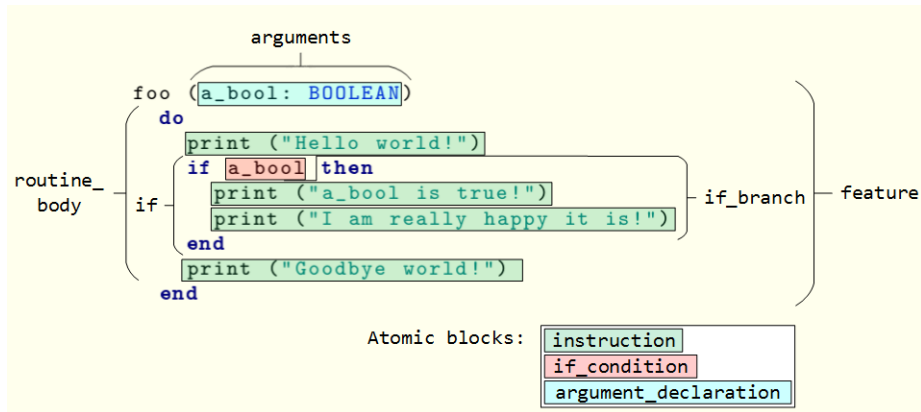 arguments
foo (a_bool: BOOLEAN)
do
print ("Hello world!")
if a_bool then
routine_
body
if
print ("a_bool is true!")
if_branch
feature
print ("I am really happy it is!")
end
print ("Goodbye world!")
end
Atomic blocks:
instruction
if_condition
argument_declaration